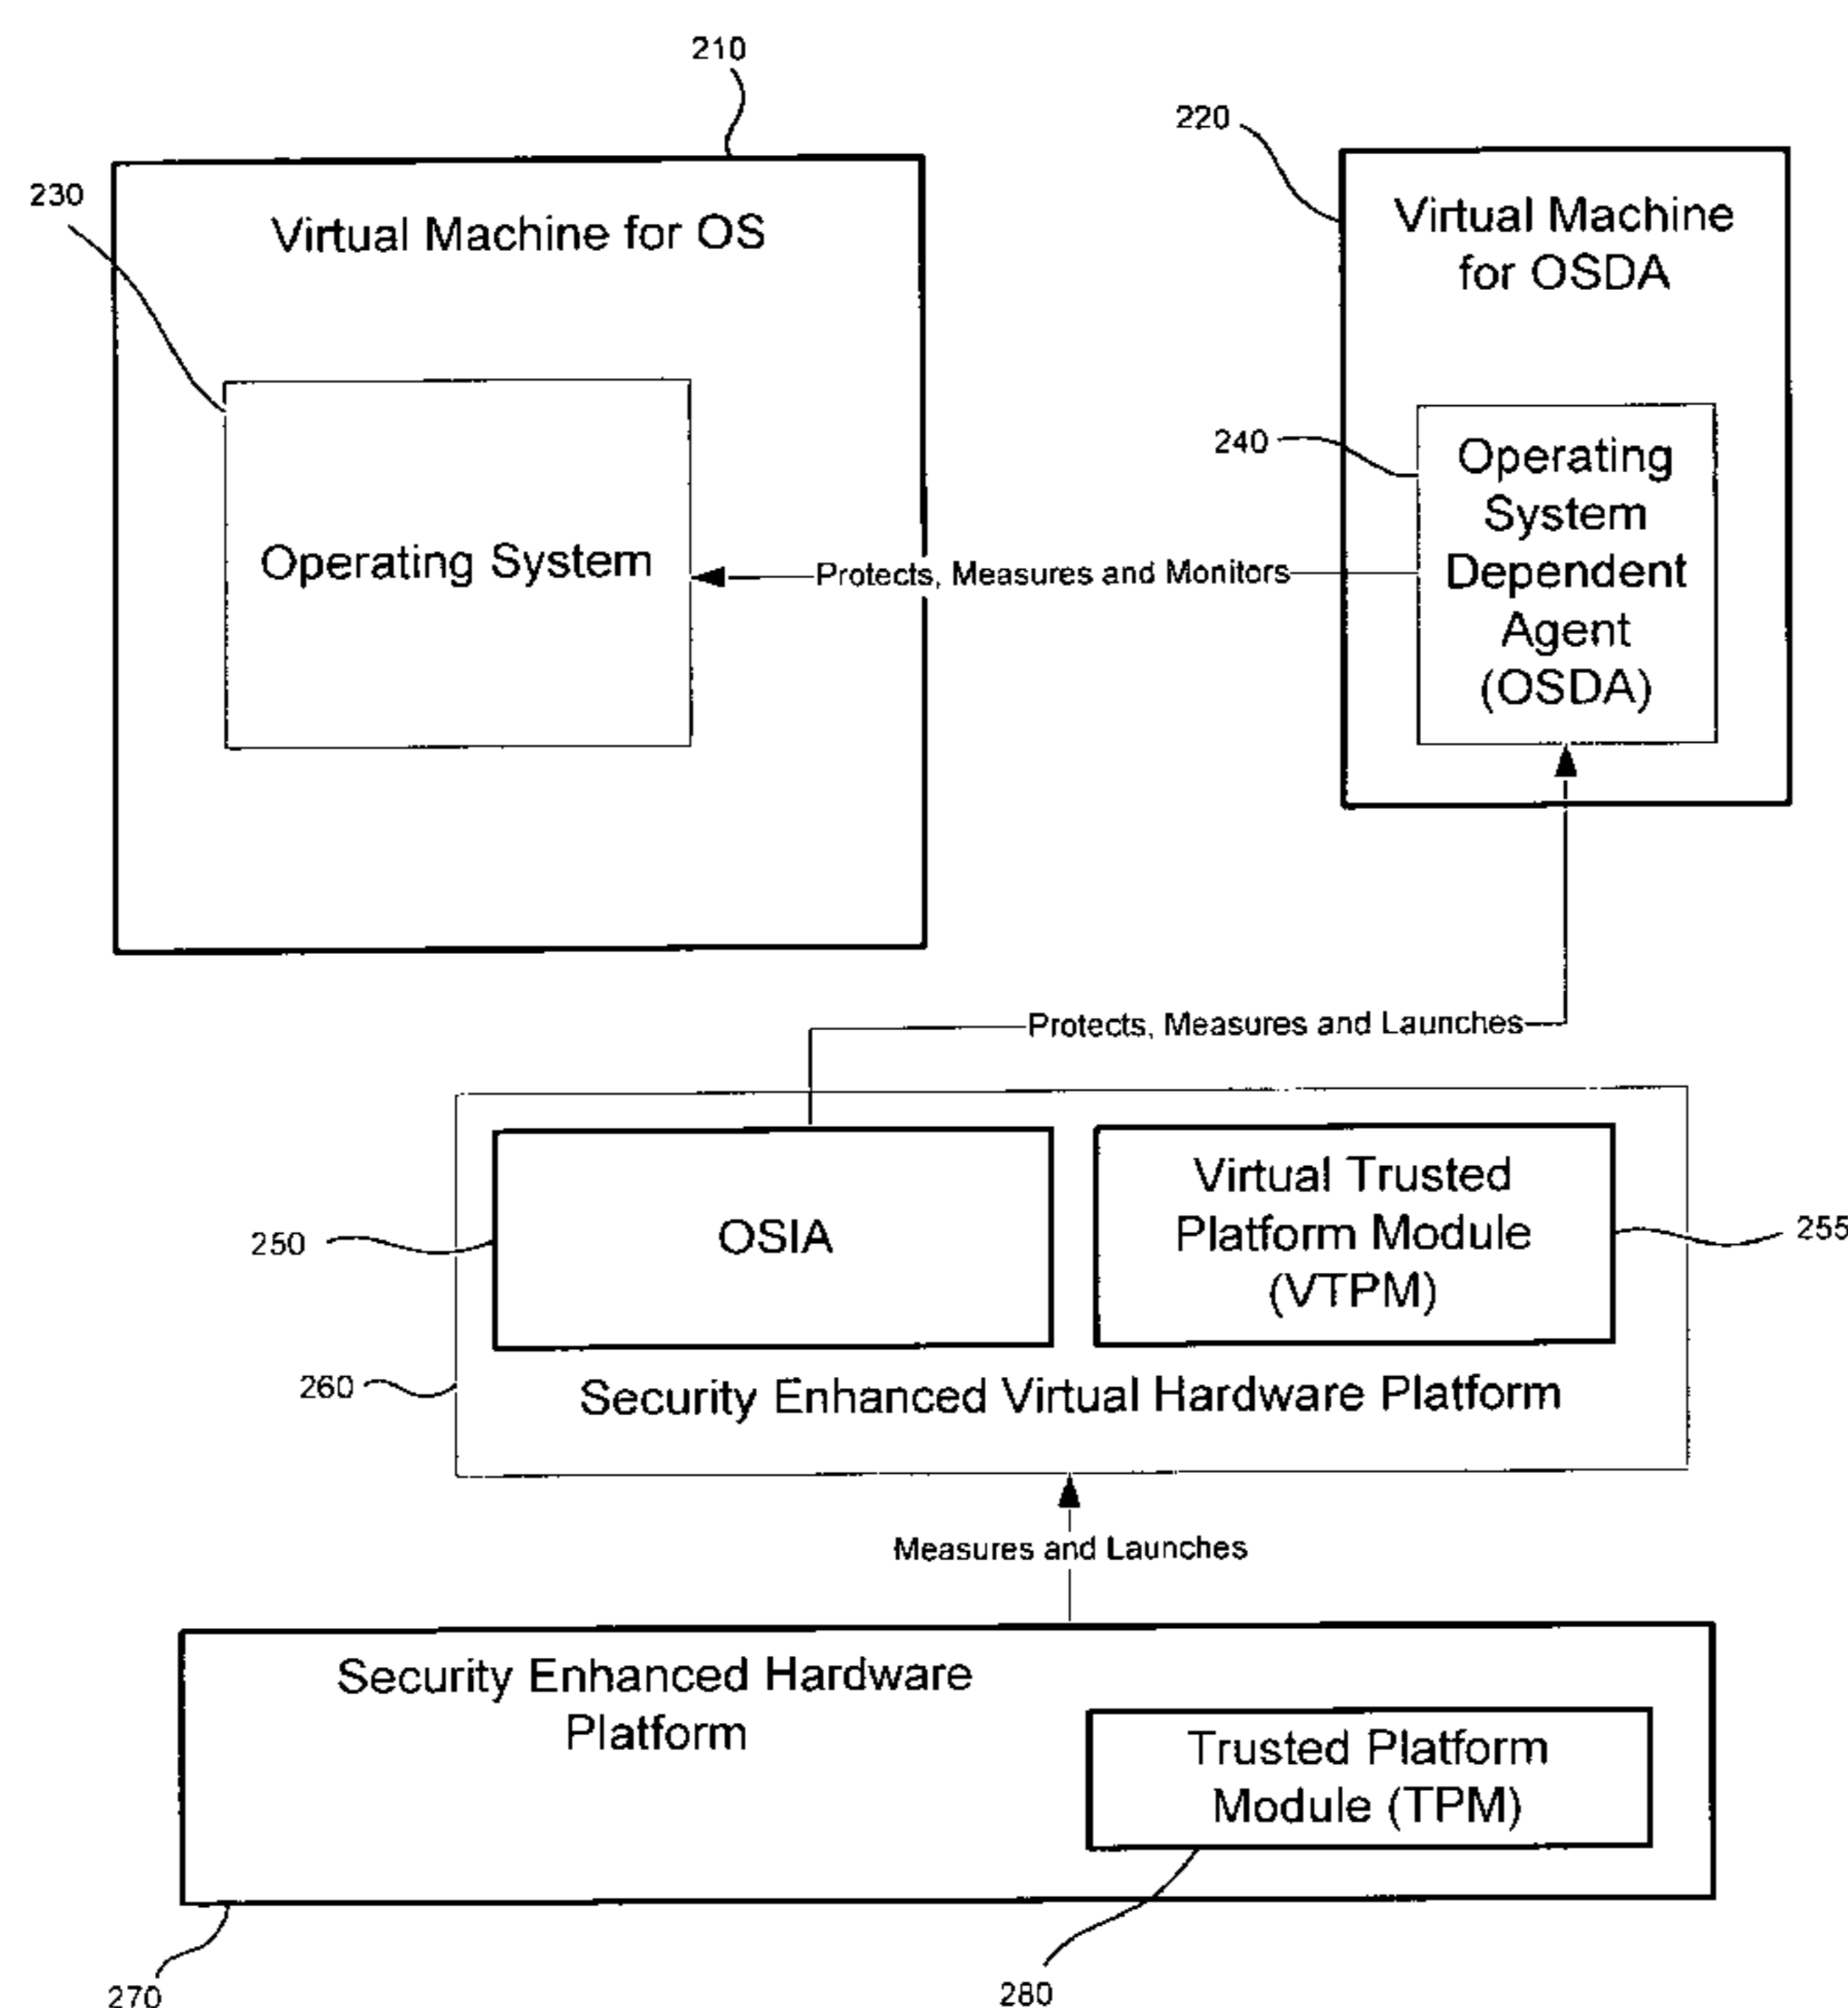 210
220
230
Virtual Machine for OS
Virtual Machine
for OSDA
240
Operating
System
Dependent
Agent
(OSDA)
Operating System
Protects, Measures and Monitors
Protects, Measures and Launches
250
OSIA
Virtual Trusted
Platform Module
(VTPM)
255
260
Security Enhanced Virtual Hardware Platform
Measures and Launches
Security Enhanced Hardware
Platform
Trusted Platform
Module (TPM)
270
280